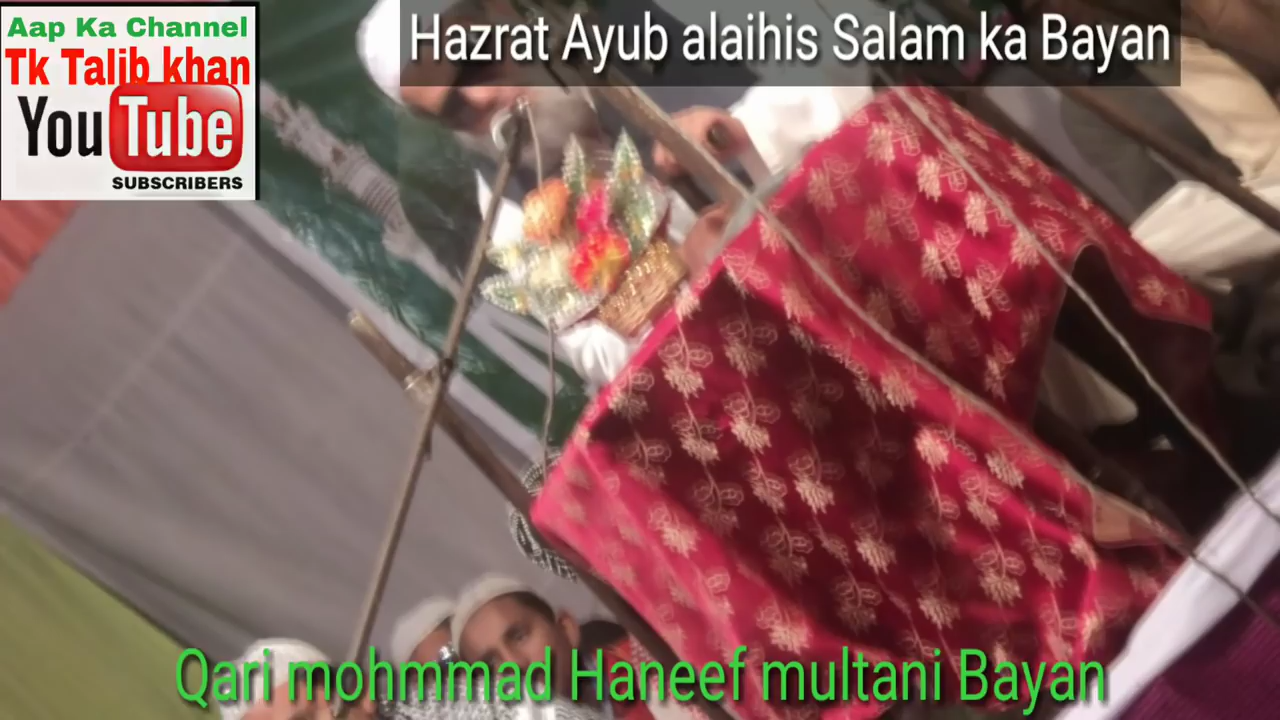 Aap Ka Channel
Tk Talib khan
YouTube
SUBSCRIBERS
Hazrat Ayub alaihis Salam ka Bayan
Qari mohmmad Haneef multani Bayan